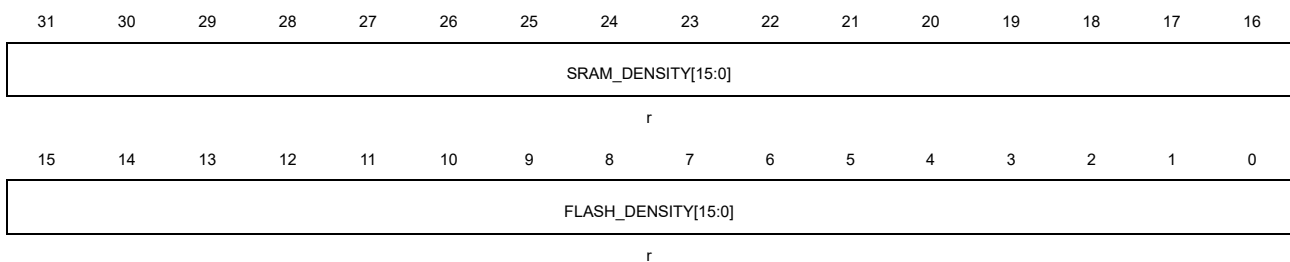 31 30 29 28 27 26 25 24 23 22 21 20 19 18 17 16
SRAM_DENSITY[15:0]
r
15 14 13 12 11 10 9 8 7 6 5 4 3 2 1 0
FLASH_DENSITY[15:0]
r